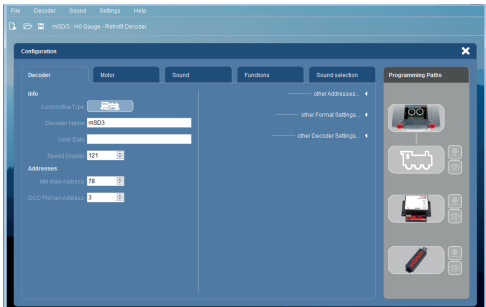 File Decoder Sound Settings Help
mSD/3 - H0 Gauge - Retrofit Decoder
Configuration
Decoder Motor Sound Functions Sound selection Programming Paths
Info
Locomotive Type
Decoder Name mSD3
User Data
Speed Display 121
Addresses
MM Main Address 78
DCC Primary Address 3
other Addresses...
other Format Settings...
other Decoder Settings...